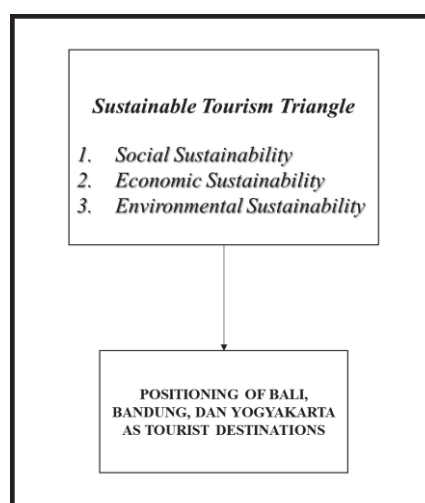 Sustainable Tourism Triangle
1. Social Sustainability
2. Economic Sustainability
3. Environmental Sustainability
POSITIONING OF BALI,
BANDUNG, DAN YOGYAKARTA
AS TOURIST DESTINATIONS